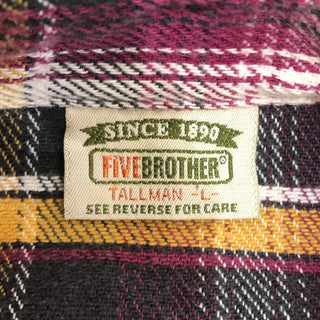 SINCE 1890
FiVEBROTHER®
TALLMAN -L-
SEE REVERSE FOR CARE